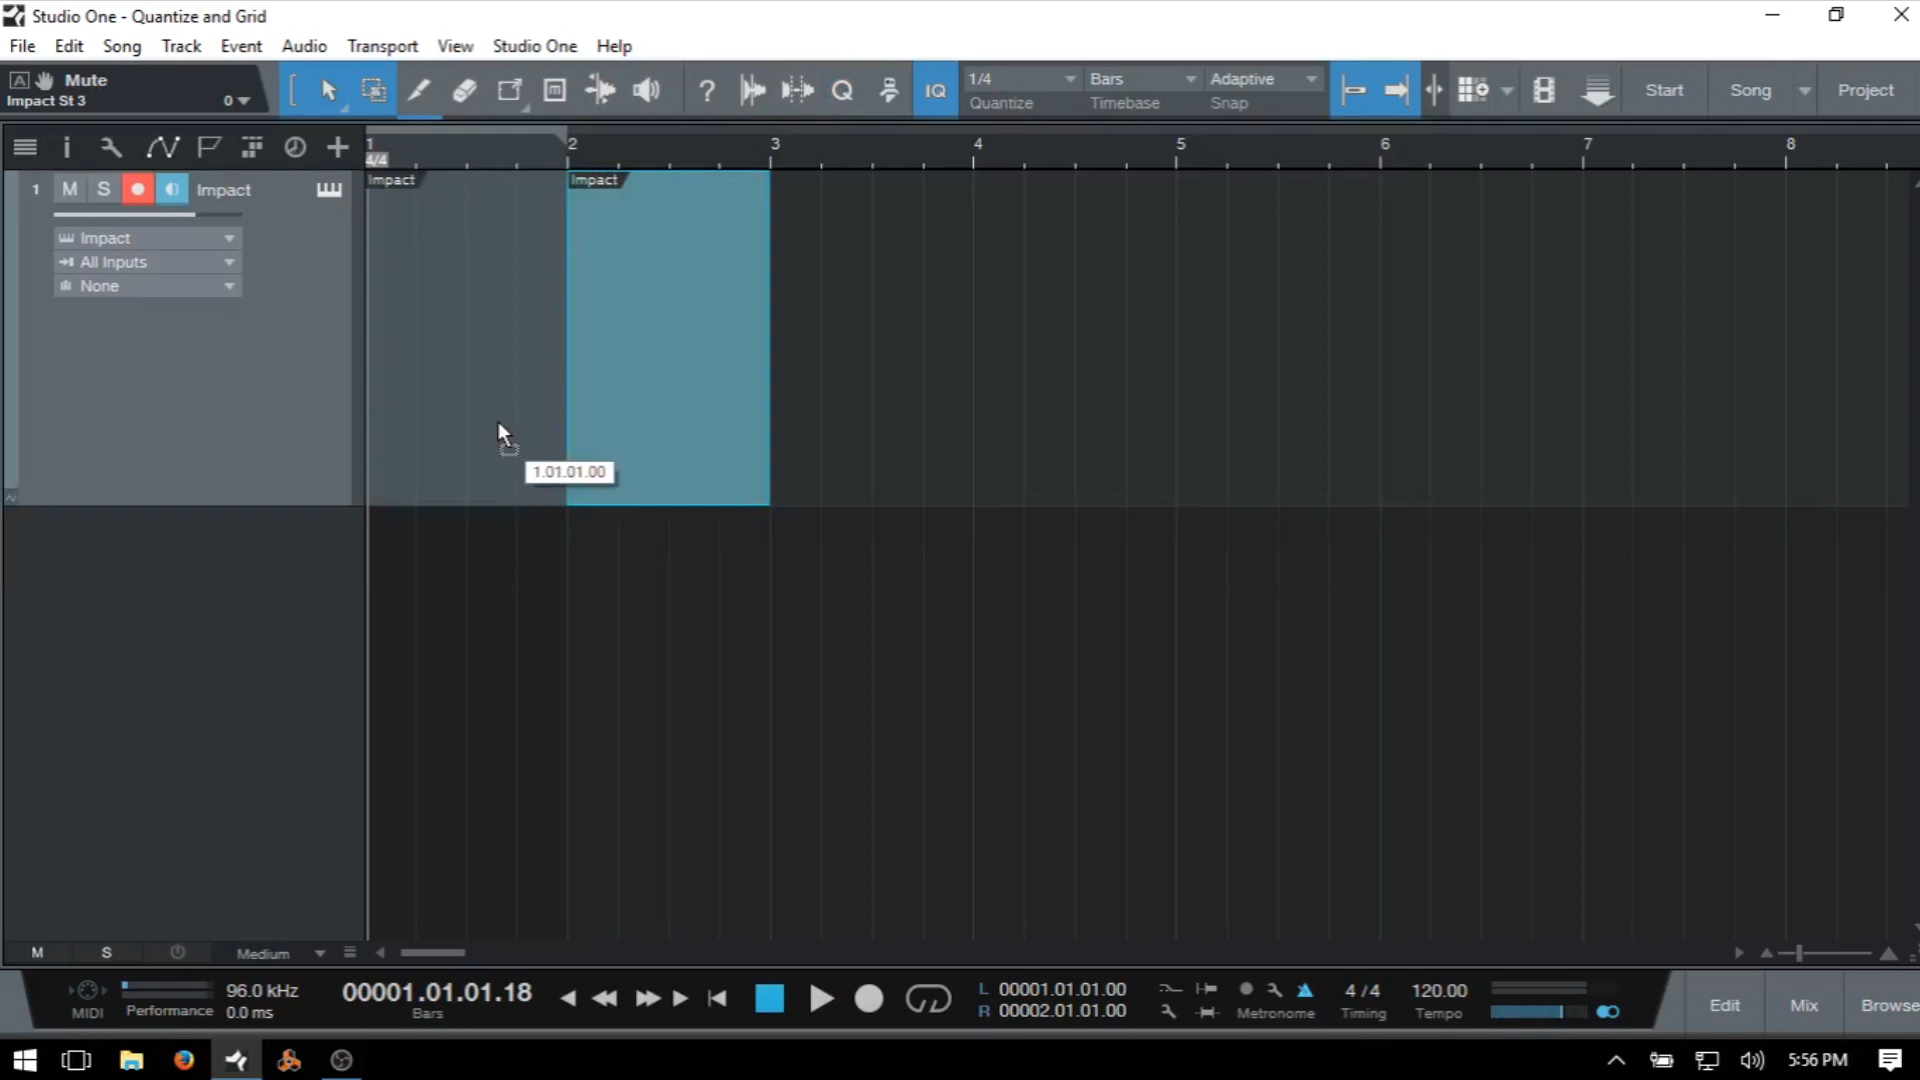 Studio One - Quantize and Grid
File Edit Song Track Event Audio Transport View Studio One Help
A Mute
Impact St 3 0
? Q IQ
1/4 Bars Adaptive
Quantize Timebase Snap
Start Song Project
1 2 3 4 5 6 7 8
4/4
1 M S Impact
Impact Impact
Impact
All Inputs
None
1.01.01.00
M S Medium
MIDI
Performance
96.0 kHz
0.0 ms
00001.01.01.18
Bars
L 00001.01.01.00
R 00002.01.01.00
Metronome
4 / 4
Timing
120.00
Tempo
Edit Mix Browse
5:56 PM